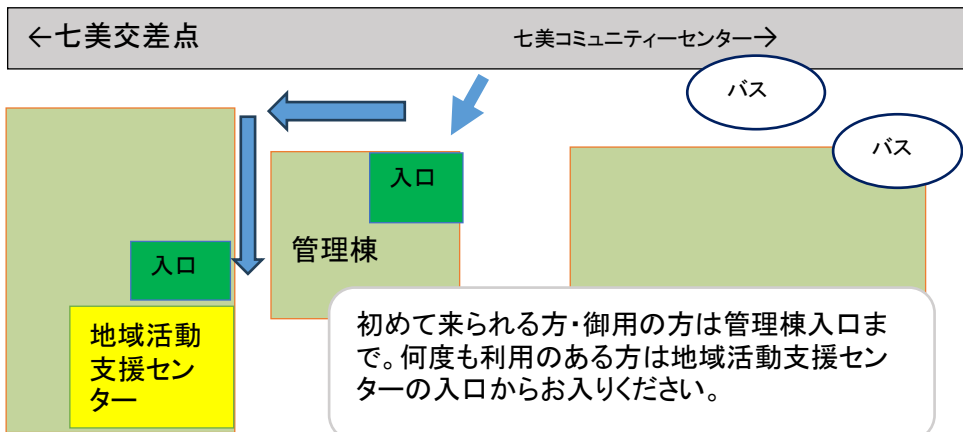 ←七美交差点
七美コミュニティーセンター→
バス
バス
入口
管理棟
入口
地域活動
支援セン
ター
初めて来られる方・御用の方は管理棟入口ま
で。何度も利用のある方は地域活動支援セン
ターの入口からお入りください。